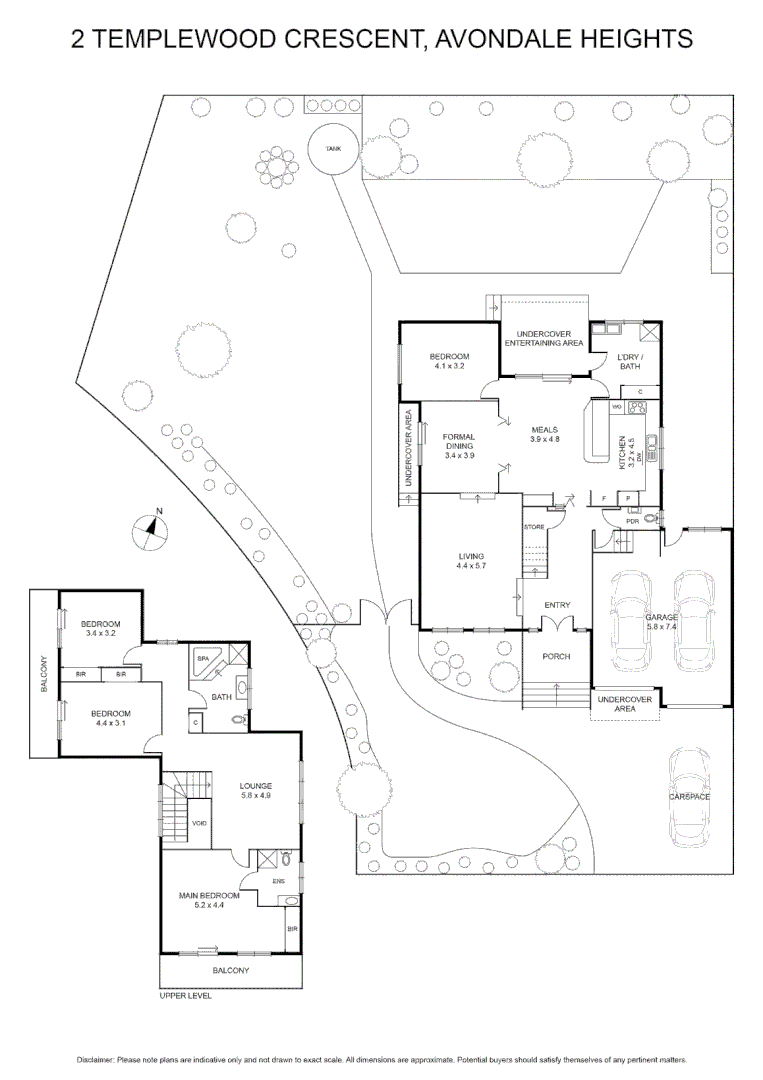 2 TEMPLEWOOD CRESCENT, AVONDALE HEIGHTS
TANK
UNDERCOVER
ENTERTAINING AREA
BEDROOM
4.1 x 3.2
L'DRY /
BATH
C
UNDERCOVER AREA
FORMAL
DINING
3.4 x 3.9
MEALS
3.9 x 4.8
WO
KITCHEN
3.2 x 4.5
DW
F
P
PDR
STORE
LIVING
4.4 x 5.7
ENTRY
GARAGE
5.8 x 7.4
PORCH
UNDERCOVER
AREA
CARSPACE
N
BEDROOM
3.4 x 3.2
BIR
BIR
BALCONY
BEDROOM
4.4 x 3.1
SPA
BATH
C
LOUNGE
5.8 x 4.9
VOID
MAIN BEDROOM
5.2 x 4.4
ENS
BIR
BALCONY
UPPER LEVEL
Disclaimer: Please note plans are indicative only and not drawn to exact scale. All dimensions are approximate. Potential buyers should satisfy themselves of any pertinent matters.